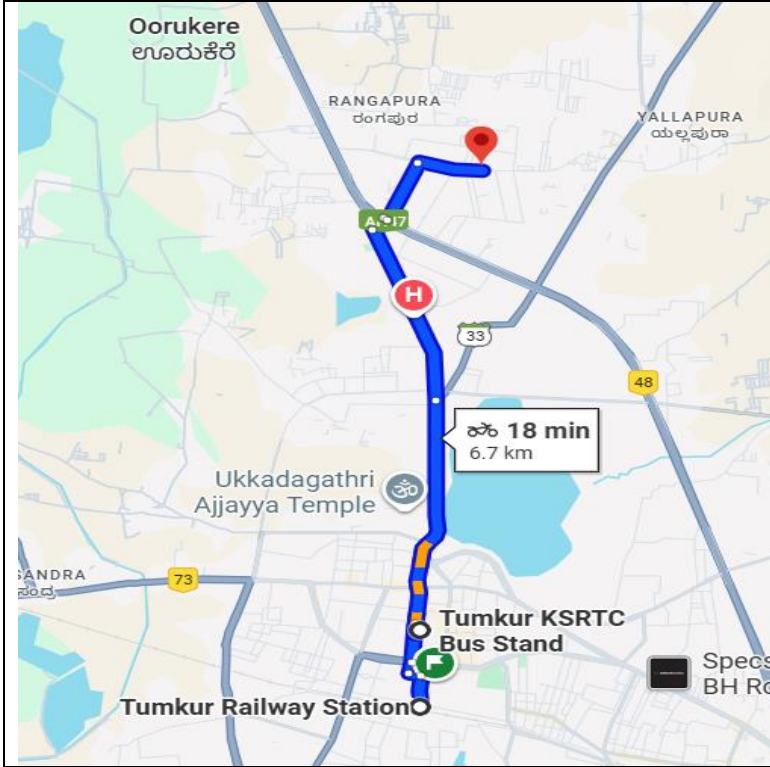 Oorukere
ಊರುಕೆರೆ
RANGAPURA
ರಂಗಪುರ
YALLAPURA
ಯಲ್ಲಪುರಾ
H
33
48
18 min
6.7 km
Ukkadagathri
Ajjayya Temple
ॐ
SANDRA
ಸಂದ್ರ
73
Tumkur KSRTC
Bus Stand
Specs
BH Ro
Tumkur Railway Station